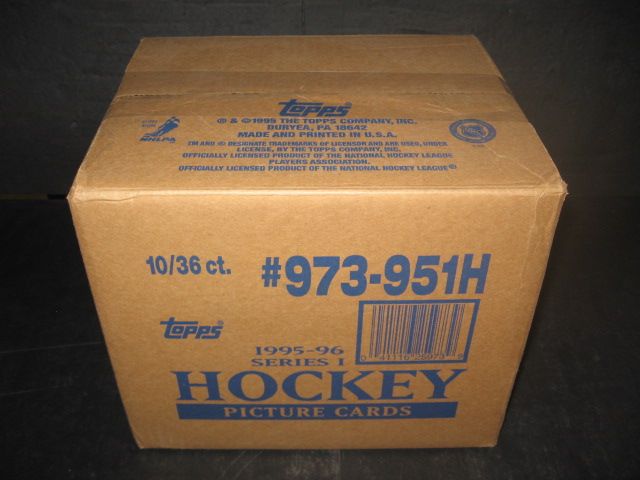 Topps
® & ©1995 THE TOPPS COMPANY, INC.
DURYEA, PA 18642
MADE AND PRINTED IN U.S.A.
NHLPA
TM AND © DESIGNATE TRADEMARKS OF LICENSOR AND ARE USED, UNDER
LICENSE, BY THE TOPPS COMPANY, INC.
OFFICIALLY LICENSED PRODUCT OF THE NATIONAL HOCKEY LEAGUE
PLAYERS ASSOCIATION.
OFFICIALLY LICENSED PRODUCT OF THE NATIONAL HOCKEY LEAGUE®
10/36 ct.
#973-951H
Topps
1995-96
SERIES I
HOCKEY
PICTURE CARDS